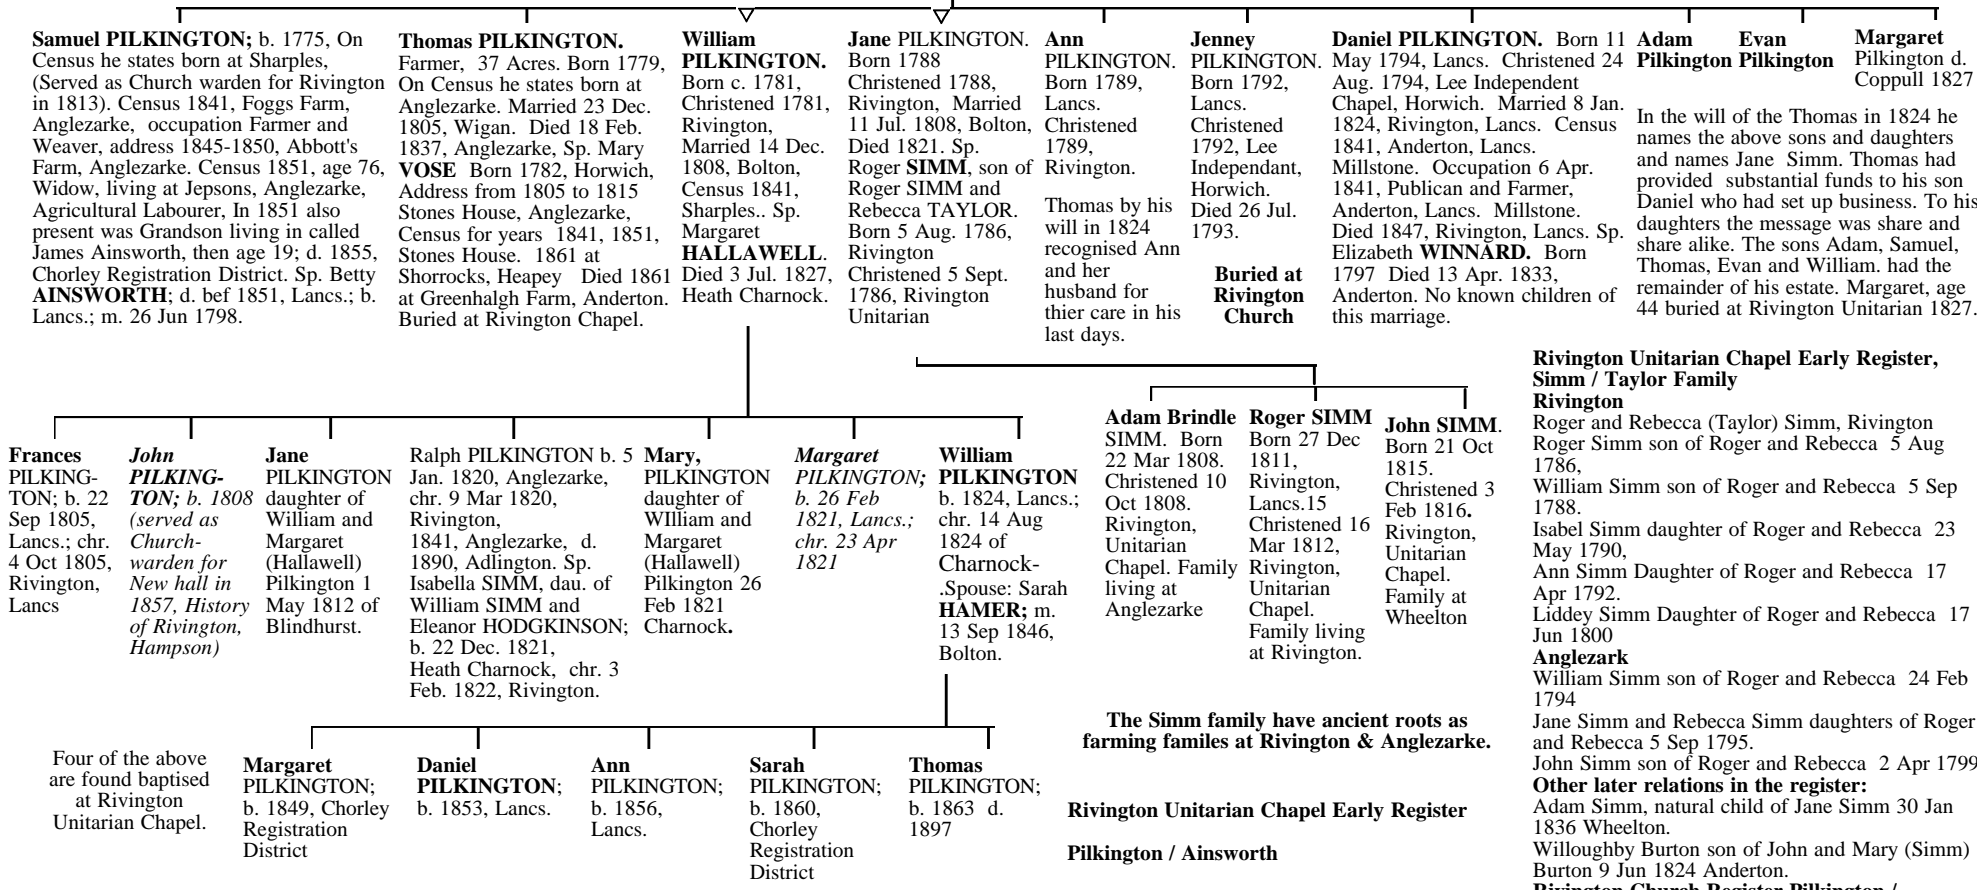 Samuel PILKINGTON; b. 1775, On
Census he states born at Sharples,
(Served as Church warden for Rivington
in 1813). Census 1841, Foggs Farm,
Anglezarke, occupation Farmer and
Weaver, address 1845-1850, Abbott's
Farm, Anglezarke. Census 1851, age 76,
Widow, living at Jepsons, Anglezarke,
Agricultural Labourer, In 1851 also
present was Grandson living in called
James Ainsworth, then age 19; d. 1855,
Chorley Registration District. Sp. Betty
AINSWORTH; d. bef 1851, Lancs.; b.
Lancs.; m. 26 Jun 1798.
Thomas PILKINGTON.
Farmer, 37 Acres. Born 1779,
On Census he states born at
Anglezarke. Married 23 Dec.
1805, Wigan. Died 18 Feb.
1837, Anglezarke, Sp. Mary
VOSE Born 1782, Horwich,
Address from 1805 to 1815
Stones House, Anglezarke,
Census for years 1841, 1851,
Stones House. 1861 at
Shorrocks, Heapey Died 1861
at Greenhalgh Farm, Anderton.
Buried at Rivington Chapel.
William
PILKINGTON.
Born c. 1781,
Christened 1781,
Rivington,
Married 14 Dec.
1808, Bolton,
Census 1841,
Sharples.. Sp.
Margaret
HALLAWELL.
Died 3 Jul. 1827,
Heath Charnock.
Jane PILKINGTON.
Born 1788
Christened 1788,
Rivington, Married
11 Jul. 1808, Bolton,
Died 1821. Sp.
Roger SIMM, son of
Roger SIMM and
Rebecca TAYLOR.
Born 5 Aug. 1786,
Rivington
Christened 5 Sept.
1786, Rivington
Unitarian
Ann
PILKINGTON.
Born 1789,
Lancs.
Christened
1789,
Rivington.
Thomas by his
will in 1824
recognised Ann
and her
husband for
thier care in his
last days.
Jenney
PILKINGTON.
Born 1792,
Lancs.
Christened
1792, Lee
Independant,
Horwich.
Died 26 Jul.
1793.
Buried at
Rivington
Church
Daniel PILKINGTON. Born 11
May 1794, Lancs. Christened 24
Aug. 1794, Lee Independent
Chapel, Horwich. Married 8 Jan.
1824, Rivington, Lancs. Census
1841, Anderton, Lancs.
Millstone. Occupation 6 Apr.
1841, Publican and Farmer,
Anderton, Lancs. Millstone.
Died 1847, Rivington, Lancs. Sp.
Elizabeth WINNARD. Born
1797 Died 13 Apr. 1833,
Anderton. No known children of
this marriage.
Adam
Pilkington
Evan
Pilkington
Margaret
Pilkington d.
Coppull 1827
In the will of the Thomas in 1824 he
names the above sons and daughters
and names Jane Simm. Thomas had
provided substantial funds to his son
Daniel who had set up business. To his
daughters the message was share and
share alike. The sons Adam, Samuel,
Thomas, Evan and William. had the
remainder of his estate. Margaret, age
44 buried at Rivington Unitarian 1827.
Frances
PILKING-
TON; b. 22
Sep 1805,
Lancs.; chr.
4 Oct 1805,
Rivington,
Lancs
John
PILKING-
TON; b. 1808
(served as
Church-
warden for
New hall in
1857, History
of Rivington,
Hampson)
Jane
PILKINGTON
daughter of
William and
Margaret
(Hallawell)
Pilkington 1
May 1812 of
Blindhurst.
Ralph PILKINGTON b. 5
Jan. 1820, Anglezarke,
chr. 9 Mar 1820,
Rivington,
1841, Anglezarke, d.
1890, Adlington. Sp.
Isabella SIMM, dau. of
William SIMM and
Eleanor HODGKINSON;
b. 22 Dec. 1821,
Heath Charnock, chr. 3
Feb. 1822, Rivington.
Mary,
PILKINGTON
daughter of
WIlliam and
Margaret
(Hallawell)
Pilkington 26
Feb 1821
Charnock.
Margaret
PILKINGTON;
b. 26 Feb
1821, Lancs.;
chr. 23 Apr
1821
William
PILKINGTON
b. 1824, Lancs.;
chr. 14 Aug
1824 of
Charnock-
.Spouse: Sarah
HAMER; m.
13 Sep 1846,
Bolton.
Adam Brindle
SIMM. Born
22 Mar 1808.
Christened 10
Oct 1808.
Rivington,
Unitarian
Chapel. Family
living at
Anglezarke
Roger SIMM
Born 27 Dec
1811,
Rivington,
Lancs.15
Christened 16
Mar 1812,
Rivington,
Unitarian
Chapel.
Family living
at Rivington.
John SIMM.
Born 21 Oct
1815.
Christened 3
Feb 1816.
Rivington,
Unitarian
Chapel.
Family at
Wheelton
Four of the above
are found baptised
at Rivington
Unitarian Chapel.
Margaret
PILKINGTON;
b. 1849, Chorley
Registration
District
Daniel
PILKINGTON;
b. 1853, Lancs.
Ann
PILKINGTON;
b. 1856,
Lancs.
Sarah
PILKINGTON;
b. 1860,
Chorley
Registration
District
Thomas
PILKINGTON;
b. 1863 d.
1897
The Simm family have ancient roots as
farming familes at Rivington & Anglezarke.
Rivington Unitarian Chapel Early Register
Pilkington / Ainsworth
Rivington Unitarian Chapel Early Register,
Simm / Taylor Family
Rivington
Roger and Rebecca (Taylor) Simm, Rivington
Roger Simm son of Roger and Rebecca 5 Aug
1786,
William Simm son of Roger and Rebecca 5 Sep
1788.
Isabel Simm daughter of Roger and Rebecca 23
May 1790,
Ann Simm Daughter of Roger and Rebecca 17
Apr 1792.
Liddey Simm Daughter of Roger and Rebecca 17
Jun 1800
Anglezark
William Simm son of Roger and Rebecca 24 Feb
1794
Jane Simm and Rebecca Simm daughters of Roger
and Rebecca 5 Sep 1795.
John Simm son of Roger and Rebecca 2 Apr 1799
Other later relations in the register:
Adam Simm, natural child of Jane Simm 30 Jan
1836 Wheelton.
Willoughby Burton son of John and Mary (Simm)
Burton 9 Jun 1824 Anderton.
Rivington Church Register Pilkington /